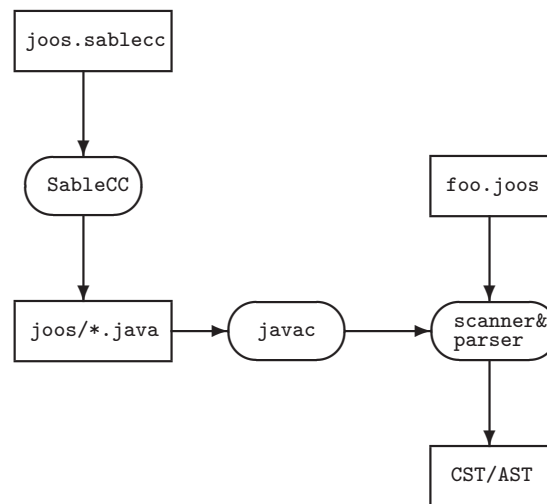 joos.sablecc
SableCC
foo.joos
joos/*.java
javac
scanner&
parser
CST/AST